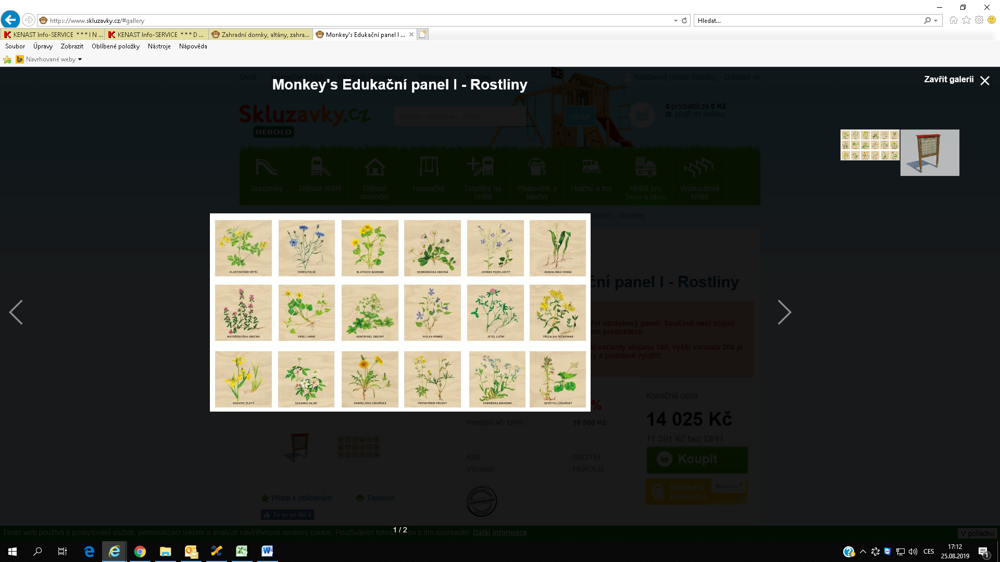 https://www.skluzavky.cz/#gallery
Hledat...
KENAST Info-SERVICE * * * I N ...
KENAST Info-SERVICE * * * D ...
Zahradní domky, altány, zahra...
Monkey's Edukační panel I ...
Soubor Úpravy Zobrazit Oblíbené položky Nástroje Nápověda
Navrhované weby
Úvod Bezpečné hřiště Obchodní podmínky Reference Kontakt Nastavení (Milan Staněk) Odhlásit se
Monkey's Edukační panel I - Rostliny
Zavřít galerii
Skluzavky.cz
HEROLD
Hledat
0 produktů za 0 Kč
přejít do košíku
Skluzavky
Dětská hřiště
Dětské domečky
Houpačky
Doplňky na hřiště
Pískoviště a lavičky
Hračky a hry
Hřiště pro školy a obce
Workoutová hřiště
panel I - Rostliny
VLAŠTOVIČNÍK VĚTŠÍ
CHRPA POLNÍ
BLATOUCH BAHENNÍ
SEDMIKRÁSKA OBECNÁ
ZVONEK ROZKLADITÝ
KONVALINKA VONNÁ
MATEŘÍDOUŠKA OBECNÁ
ORSEJ JARNÍ
KONTRYHEL OBECNÝ
VIOLKA VONNÁ
JETEL LUČNÍ
TŘEZALKA TEČKOVANÁ
KOSATEC ŽLUTÝ
SASANKA HAJNÍ
PAMPELIŠKA LÉKAŘSKÁ
PRYSKYŘNÍK PRUDKÝ
POMNĚNKA BAHENNÍ
DEVĚTSIL LÉKAŘSKÝ
ční panel I - Rostliny
obrázkový panel. Součástí není stojan.
ch produktech.
ší varianty stojanu 160, vyšší varianta 200 je
ky a podobné využití.
%
Prodejní vč. DPH : 16 500 Kč
:
Kód: 0072197
Výrobce: HEROLD
CERTIFIKOVÁNO
Konečná cena
14 025 Kč
11 591 Kč bez DPH
Koupit
Splátková
kalkulačka
Přidat k oblíbeným
Tisknout
To se mi líbí 0
1 / 2
Tento web používá k poskytování služeb, personalizaci reklam a analýze návštěvnosti soubory cookie. Používáním tohoto webu s tím souhlasíte. Další informace
V pořádku
CES
17:12
25.08.2019
1